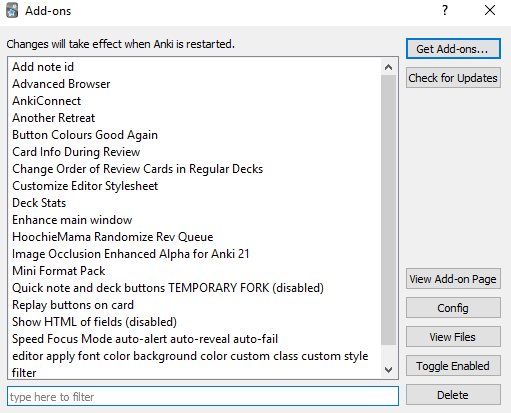 Add-ons
?
Changes will take effect when Anki is restarted.
Add note id
Advanced Browser
AnkiConnect
Another Retreat
Button Colours Good Again
Card Info During Review
Change Order of Review Cards in Regular Decks
Customize Editor Stylesheet
Deck Stats
Enhance main window
HoochieMama Randomize Rev Queue
Image Occlusion Enhanced Alpha for Anki 21
Mini Format Pack
Quick note and deck buttons TEMPORARY FORK (disabled)
Replay buttons on card
Show HTML of fields (disabled)
Speed Focus Mode auto-alert auto-reveal auto-fail
editor apply font color background color custom class custom style
filter
type here to filter
Get Add-ons...
Check for Updates
View Add-on Page
Config
View Files
Toggle Enabled
Delete